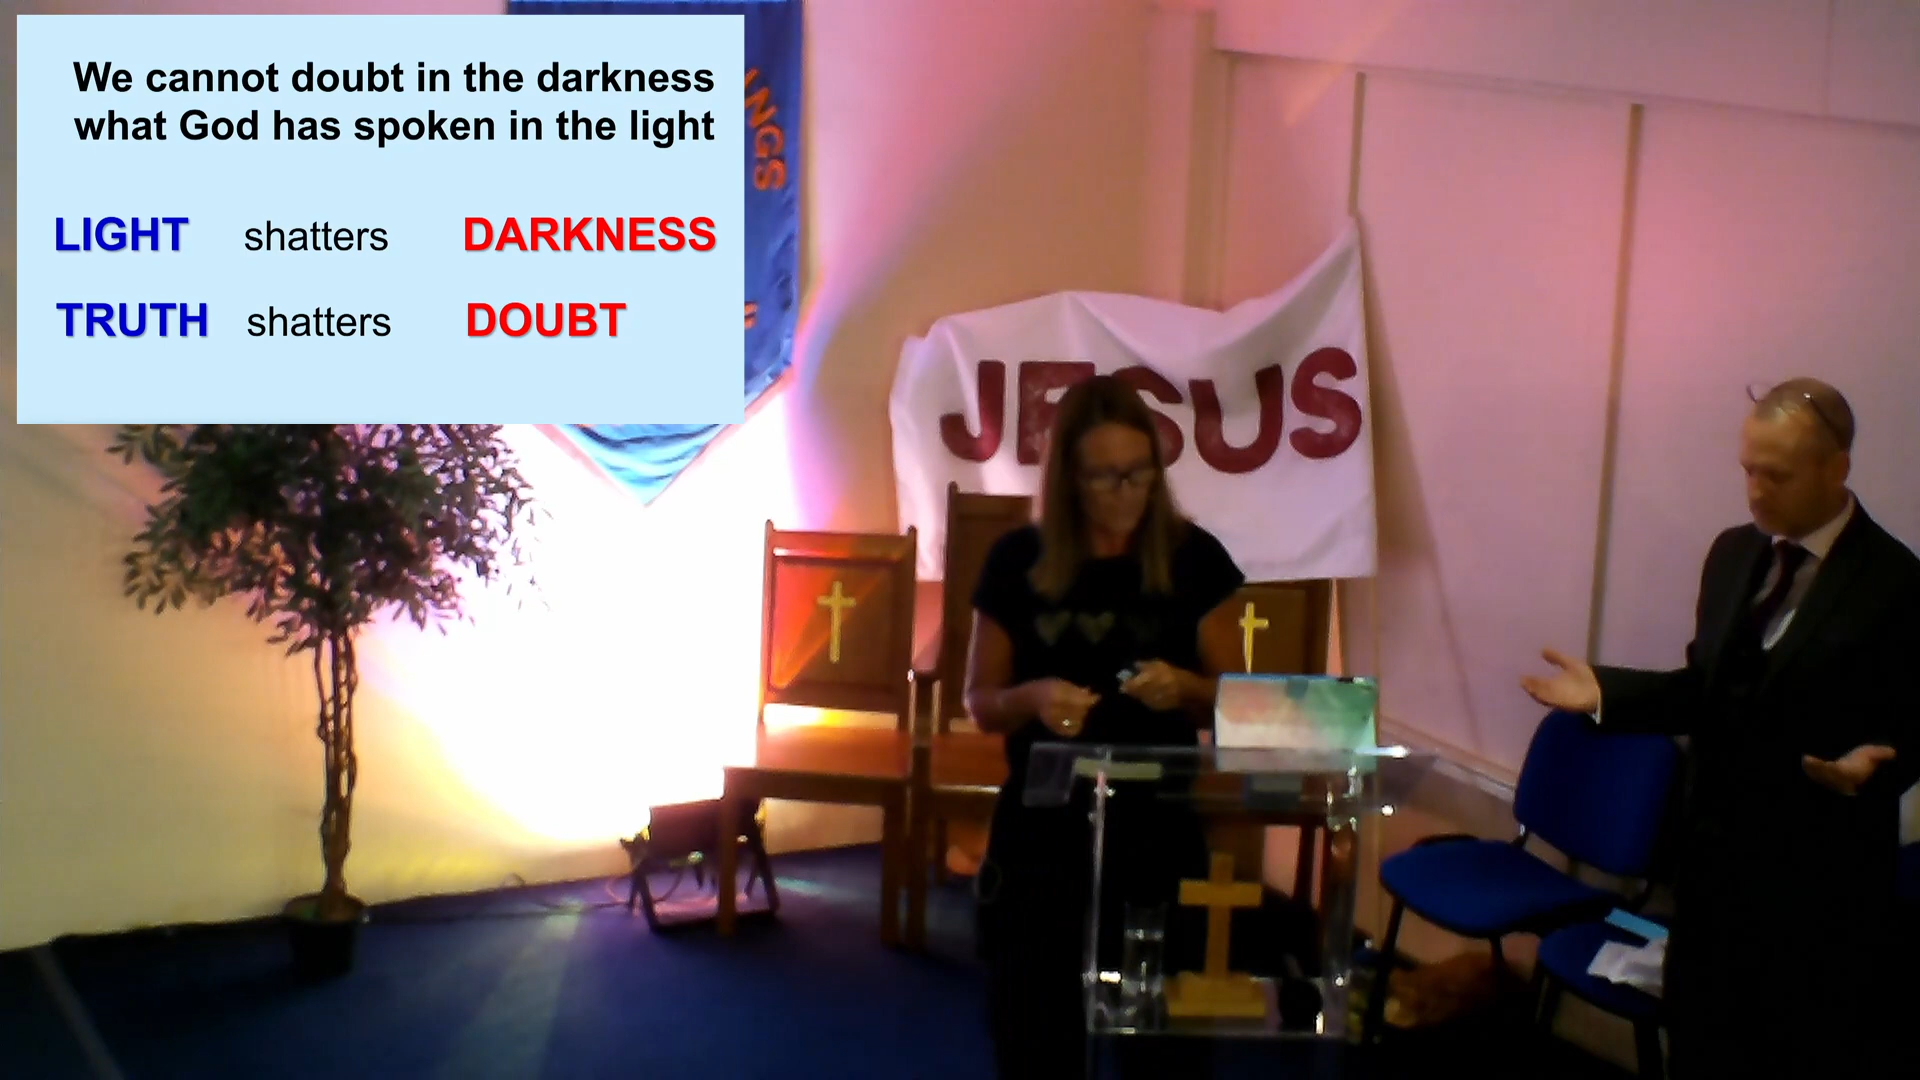 We cannot doubt in the darkness
what God has spoken in the light
LIGHT shatters DARKNESS
TRUTH shatters DOUBT
JESUS